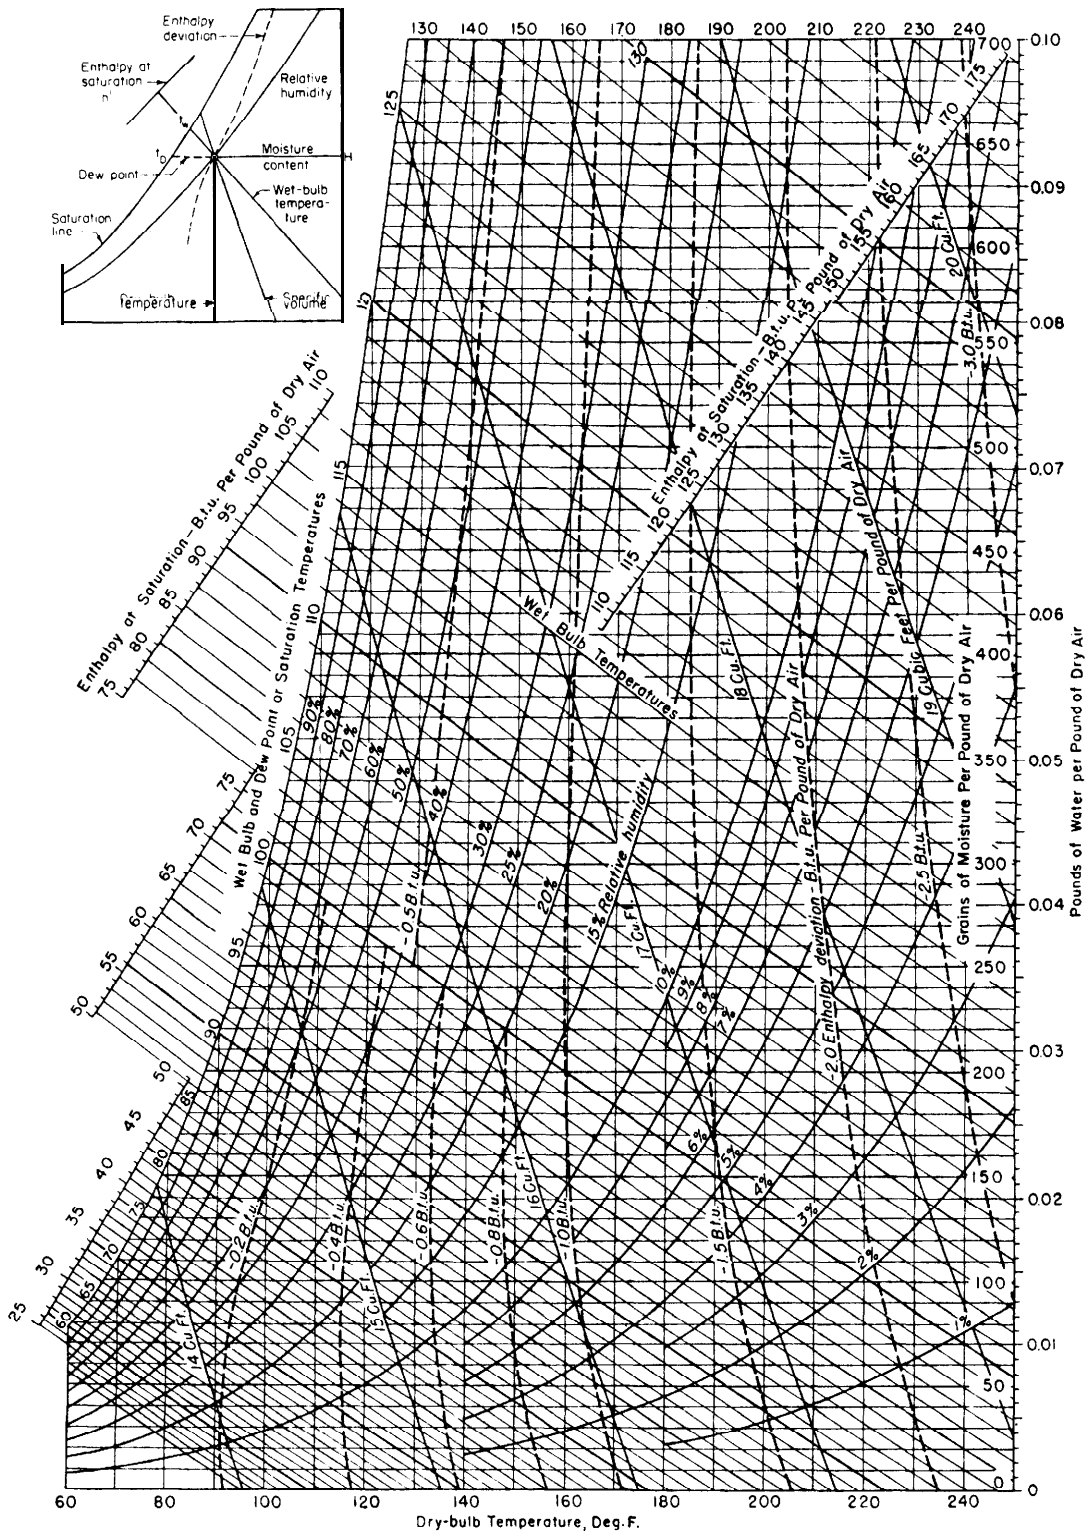 Enthalpy
deviation
Enthalpy at
saturation
h'
Relative
humidity
Moisture
content
Dew point
Wet-bulb
tempera-
ture
Saturation
line
temperature
Specific
volume
130 140 150 160 170 180 190 200 210 220 230 240
700
0.10
0.09
0.08
0.07
0.06
0.05
0.04
0.03
0.02
0.01
0
Pounds of Water per Pound of Dry Air
650
600
550
500
450
400
350
300
250
200
150
100
50
0
Grains of Moisture Per Pound of Dry Air
Enthalpy at Saturation - B.t.u. Per Pound of Dry Air
110
115
120
125
130
135
140
145
150
155
160
165
170
175
Enthalpy at Saturation - B.t.u. Per Pound of Dry Air
110
105
100
95
90
85
80
75
75
70
65
60
55
50
50
45
40
35
30
25
Wet Bulb and Dew Point or Saturation Temperatures
130
125
120
115
110
105
100
95
90
85
80
75
70
65
60
Wet Bulb Temperatures
90%
80%
70%
60%
50%
40%
30%
25%
20%
15% Relative humidity
10%
9%
8%
7%
6%
5%
4%
3%
2%
1%
14 Cu. Ft.
15 Cu. Ft.
16 Cu. Ft.
17 Cu. Ft.
18 Cu. Ft.
19 Cubic Feet Per Pound of Dry Air
20 Cu. Ft.
-0.2 B.t.u.
-0.4 B.t.u.
-0.5 B.t.u.
-0.6 B.t.u.
-0.8 B.t.u.
-1.0 B.t.u.
-1.5 B.t.u.
-2.0 Enthalpy deviation - B.t.u. Per Pound of Dry Air
-2.5 B.t.u.
-3.0 B.t.u.
60 80 100 120 140 160 180 200 220 240
Dry-bulb Temperature, Deg. F.